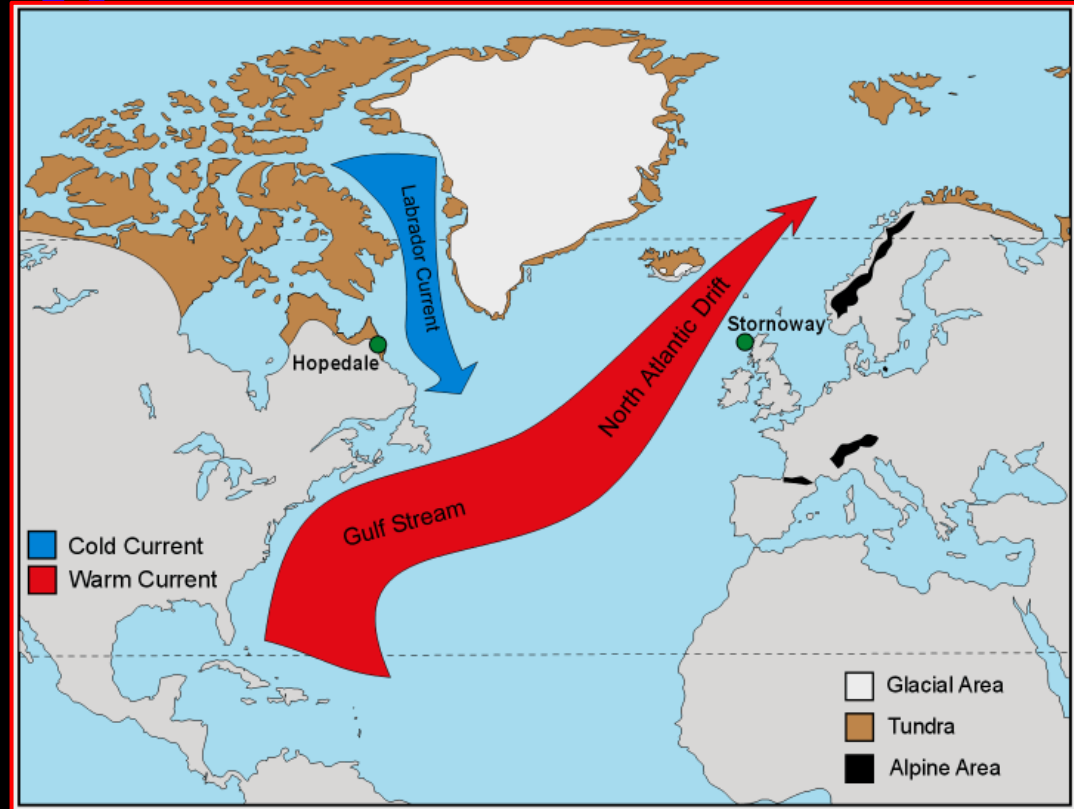 Labrador Current
Hopedale
Stornoway
North Atlantic Drift
Gulf Stream
Cold Current
Warm Current
Glacial Area
Tundra
Alpine Area